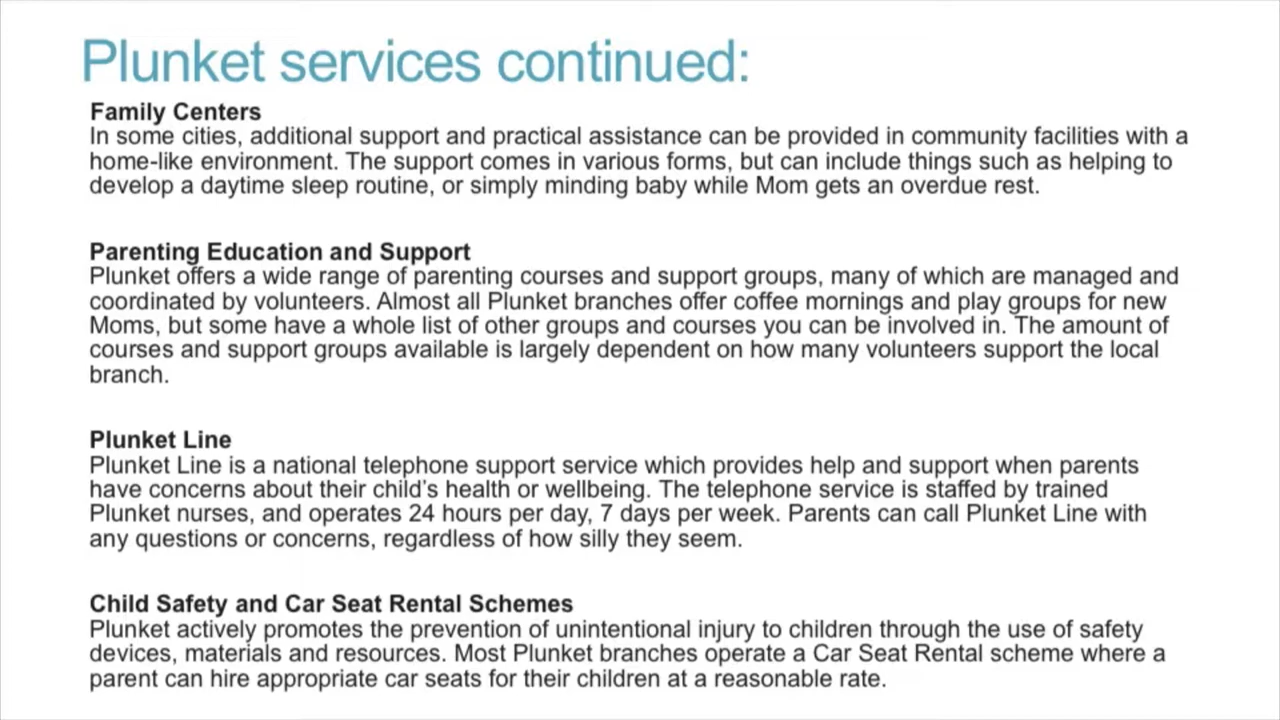 Plunket services continued:
Family Centers
In some cities, additional support and practical assistance can be provided in community facilities with a
home-like environment. The support comes in various forms, but can include things such as helping to
develop a daytime sleep routine, or simply minding baby while Mom gets an overdue rest.
Parenting Education and Support
Plunket offers a wide range of parenting courses and support groups, many of which are managed and
coordinated by volunteers. Almost all Plunket branches offer coffee mornings and play groups for new
Moms, but some have a whole list of other groups and courses you can be involved in. The amount of
courses and support groups available is largely dependent on how many volunteers support the local
branch.
Plunket Line
Plunket Line is a national telephone support service which provides help and support when parents
have concerns about their child’s health or wellbeing. The telephone service is staffed by trained
Plunket nurses, and operates 24 hours per day, 7 days per week. Parents can call Plunket Line with
any questions or concerns, regardless of how silly they seem.
Child Safety and Car Seat Rental Schemes
Plunket actively promotes the prevention of unintentional injury to children through the use of safety
devices, materials and resources. Most Plunket branches operate a Car Seat Rental scheme where a
parent can hire appropriate car seats for their children at a reasonable rate.